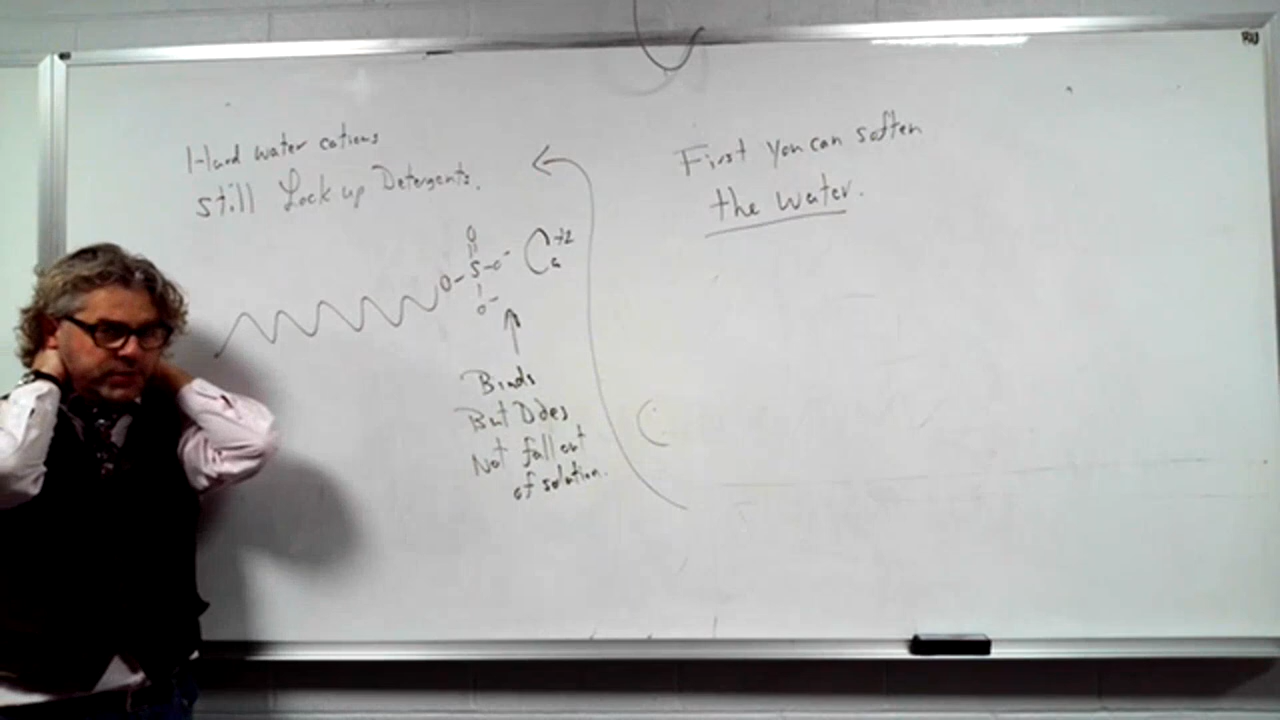 Hard water cations
Still Lock up Detergents.
O
O-S-O-
O-
Ca+2
Binds
But Does
Not fall out
of solution.
First you can soften
the water.
RU